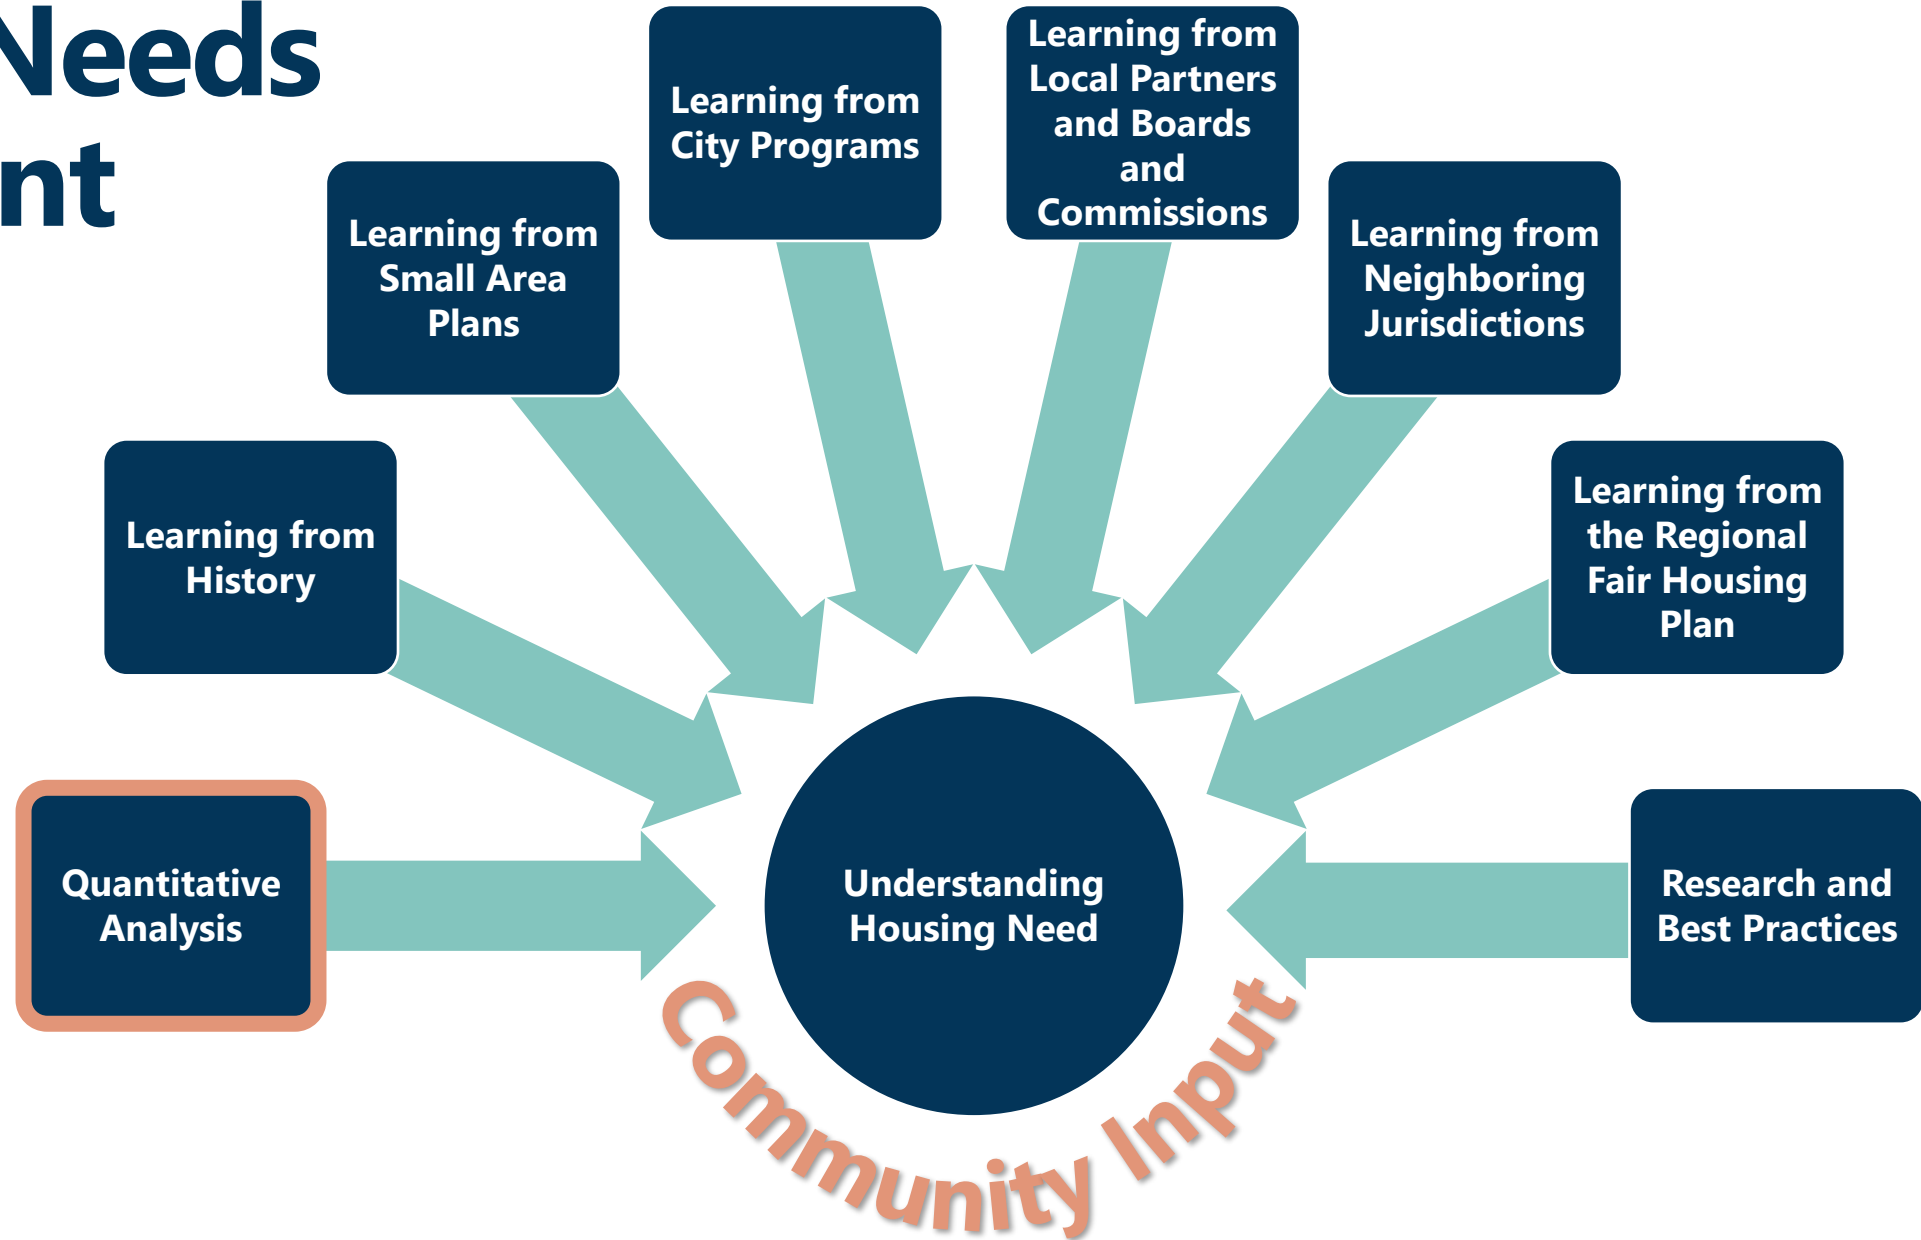 Needs
nt
Learning from
City Programs
Learning from
Local Partners
and Boards
and
Commissions
Learning from
Small Area
Plans
Learning from
Neighboring
Jurisdictions
Learning from
History
Learning from
the Regional
Fair Housing
Plan
Quantitative
Analysis
Understanding
Housing Need
Research and
Best Practices
Community Input